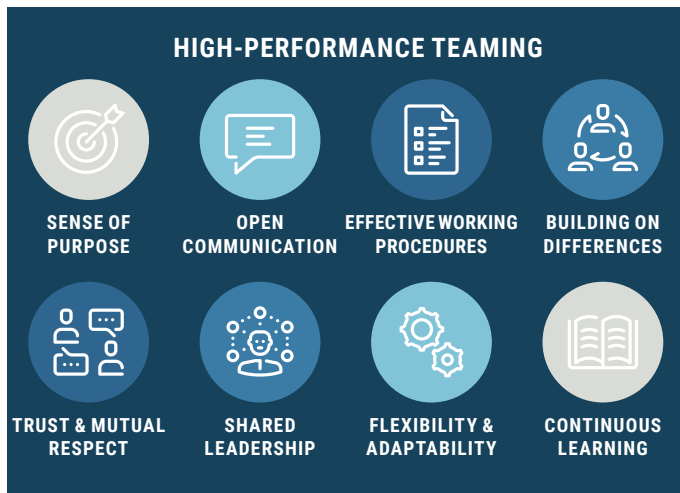 HIGH-PERFORMANCE TEAMING
SENSE OF
PURPOSE
OPEN
COMMUNICATION
EFFECTIVE WORKING
PROCEDURES
BUILDING ON
DIFFERENCES
TRUST & MUTUAL
RESPECT
SHARED
LEADERSHIP
FLEXIBILITY &
ADAPTABILITY
CONTINUOUS
LEARNING